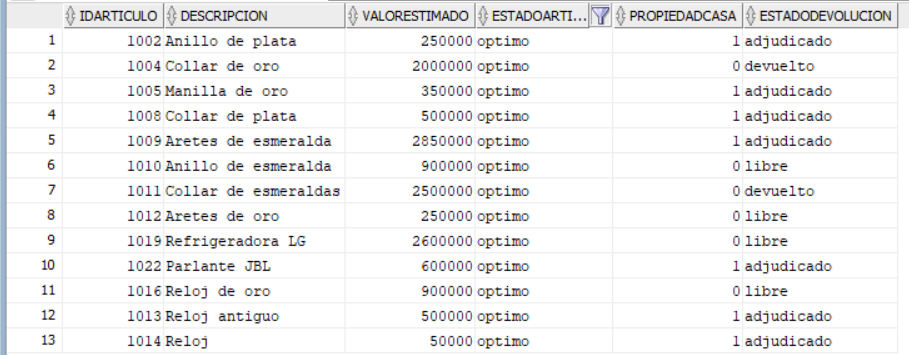 IDARTICULO DESCRIPCION VALORESTIMADO ESTADOARTI... PROPIEDADCASA ESTADODEVOLUCION
1 1002 Anillo de plata 250000 optimo 1 adjudicado
2 1004 Collar de oro 2000000 optimo 0 devuelto
3 1005 Manilla de oro 350000 optimo 1 adjudicado
4 1008 Collar de plata 500000 optimo 1 adjudicado
5 1009 Aretes de esmeralda 2850000 optimo 1 adjudicado
6 1010 Anillo de esmeralda 900000 optimo 0 libre
7 1011 Collar de esmeraldas 2500000 optimo 0 devuelto
8 1012 Aretes de oro 250000 optimo 0 libre
9 1019 Refrigeradora LG 2600000 optimo 0 libre
10 1022 Parlante JBL 600000 optimo 1 adjudicado
11 1016 Reloj de oro 900000 optimo 0 libre
12 1013 Reloj antiguo 500000 optimo 1 adjudicado
13 1014 Reloj 50000 optimo 1 adjudicado